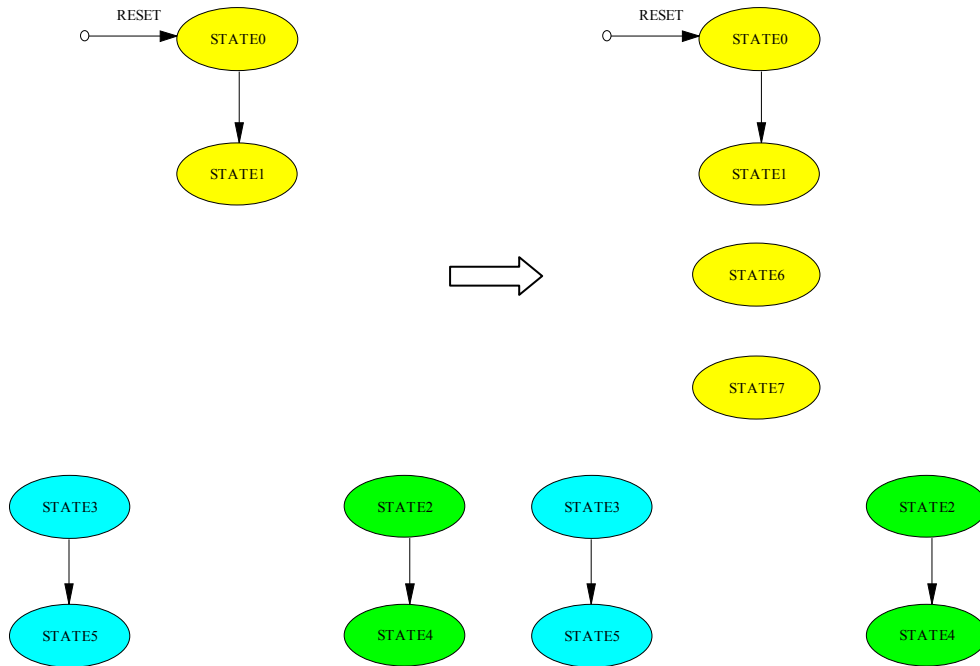 RESET
STATE0
STATE1
RESET
STATE0
STATE1
STATE6
STATE7
STATE3
STATE2
STATE5
STATE4
STATE3
STATE2
STATE5
STATE4